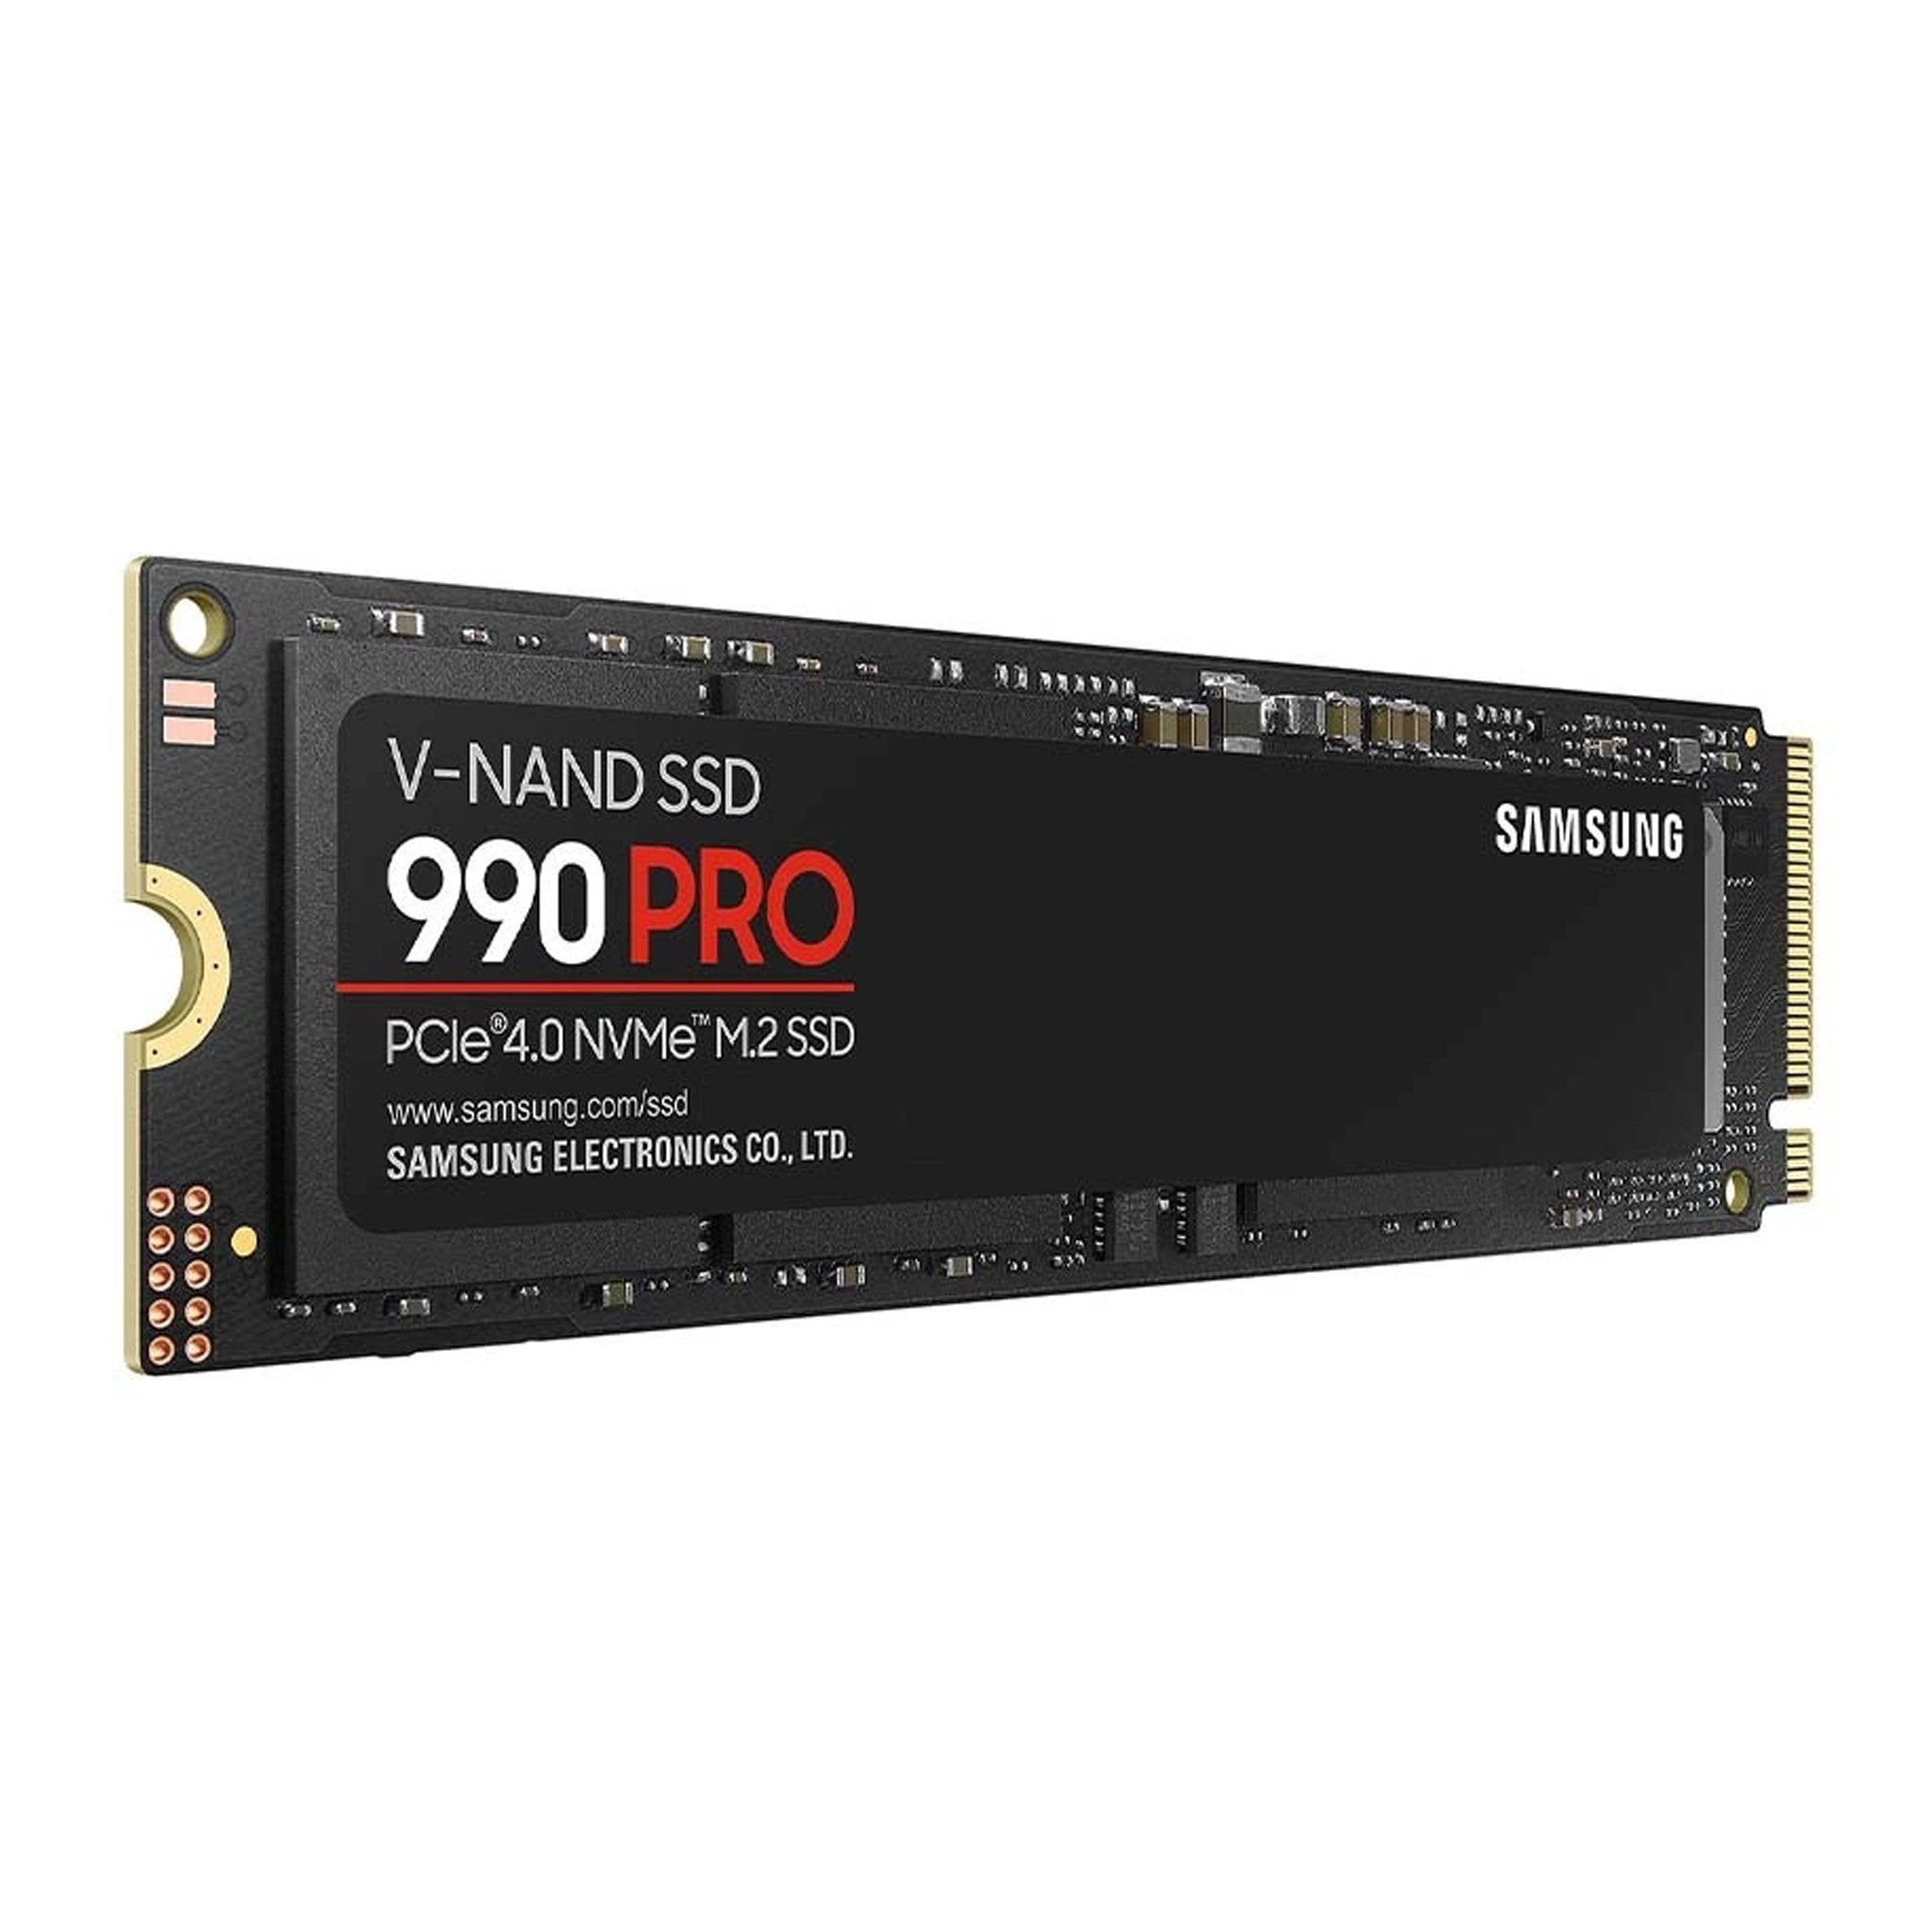 V-NAND SSD
SAMSUNG
990 PRO
PCIe®4.0 NVMe™ M.2 SSD
www.samsung.com/ssd
SAMSUNG ELECTRONICS CO., LTD.